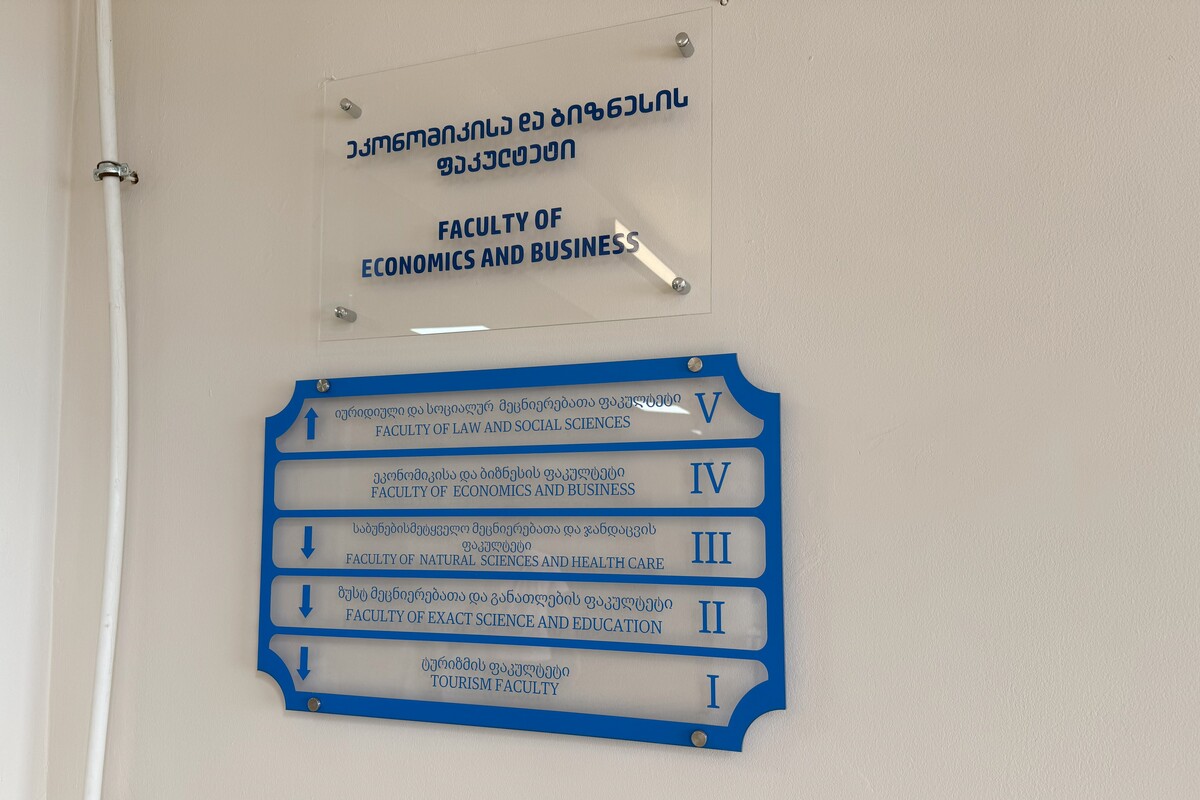 ეკონომიკისა და ბიზნესის
ფაკულტეტი
FACULTY OF
ECONOMICS AND BUSINESS
იურიდიული და სოციალურ მეცნიერებათა ფაკულტეტი V
FACULTY OF LAW AND SOCIAL SCIENCES
ეკონომიკისა და ბიზნესის ფაკულტეტი IV
FACULTY OF ECONOMICS AND BUSINESS
საბუნებისმეტყველო მეცნიერებათა და ჯანდაცვის
ფაკულტეტი III
FACULTY OF NATURAL SCIENCES AND HEALTH CARE
ზუსტ მეცნიერებათა და განათლების ფაკულტეტი II
FACULTY OF EXACT SCIENCE AND EDUCATION
ტურიზმის ფაკულტეტი I
TOURISM FACULTY